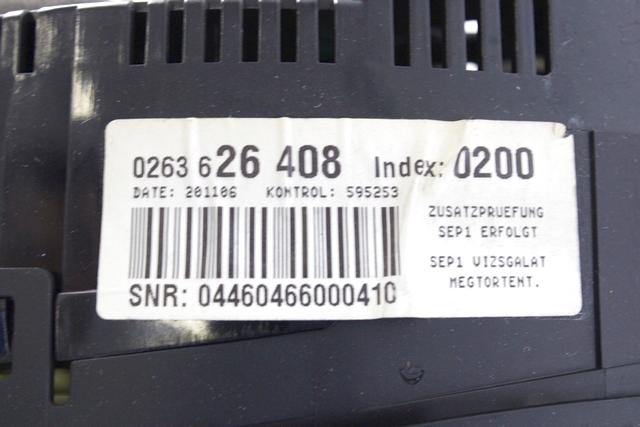 0263 626 408 Index: 0200
DATE: 201106 KONTROL: 595253
ZUSATZPRUEFUNG
SEP1 ERFOLGT
SEP1 VIZSGALAT
MEGTORTENT.
SNR: 04460466000410